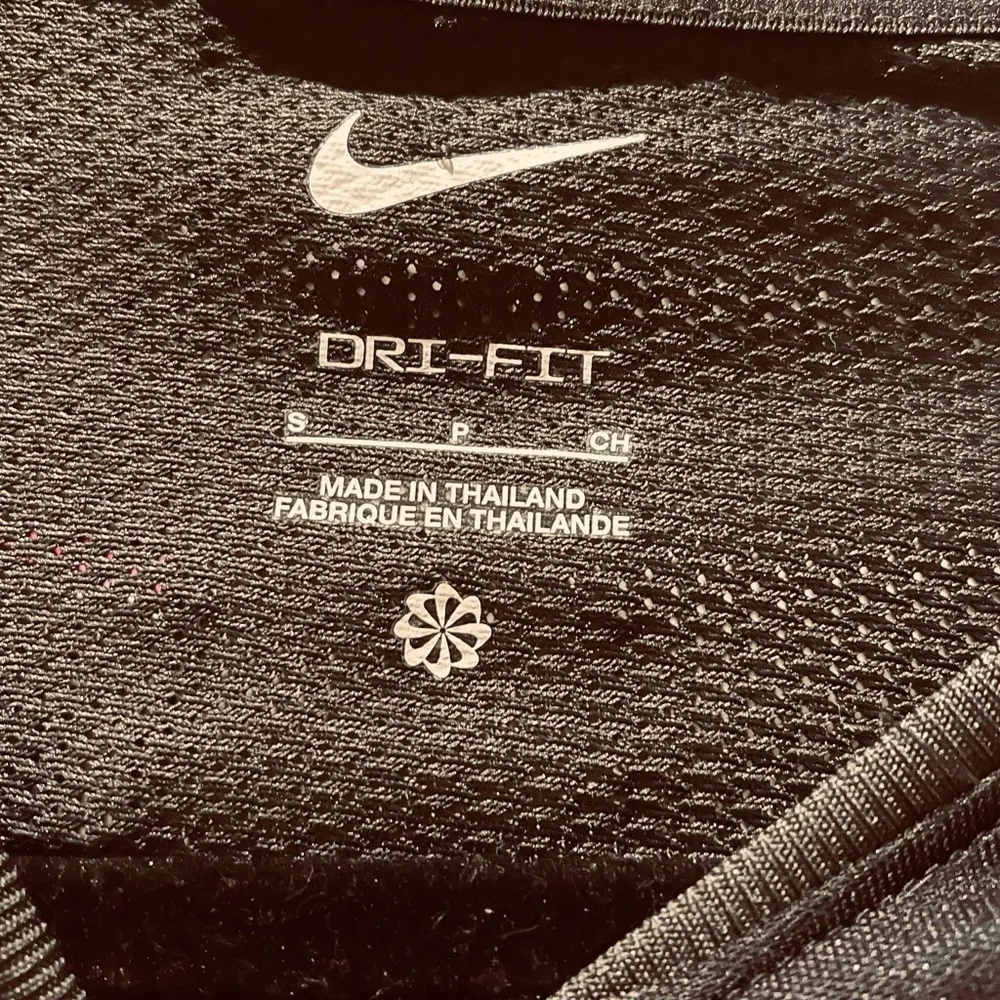 DRI-FIT
S P CH
MADE IN THAILAND
FABRIQUE EN THAILANDE